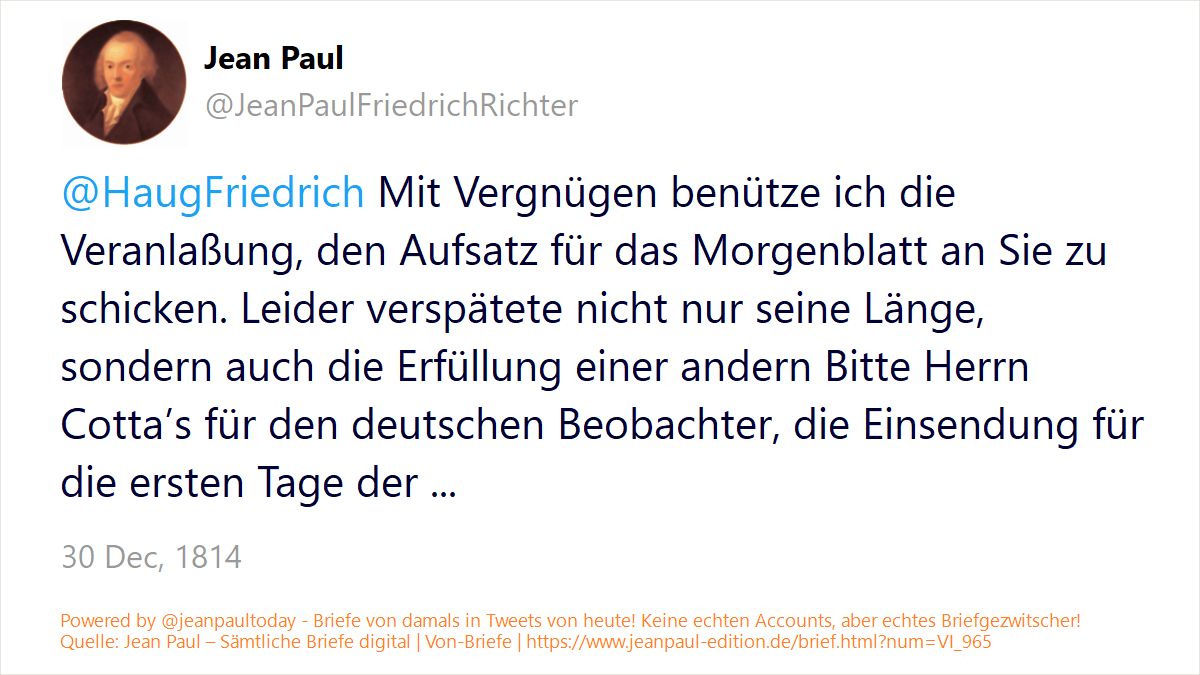 Jean Paul
@JeanPaulFriedrichRichter
@HaugFriedrich Mit Vergnügen benütze ich die
Veranlaßung, den Aufsatz für das Morgenblatt an Sie zu
schicken. Leider verspätete nicht nur seine Länge,
sondern auch die Erfüllung einer andern Bitte Herrn
Cotta’s für den deutschen Beobachter, die Einsendung für
die ersten Tage der ...
30 Dec, 1814
Powered by @jeanpaultoday - Briefe von damals in Tweets von heute! Keine echten Accounts, aber echtes Briefgezwitscher!
Quelle: Jean Paul – Sämtliche Briefe digital | Von-Briefe | https://www.jeanpaul-edition.de/brief.html?num=VI_965